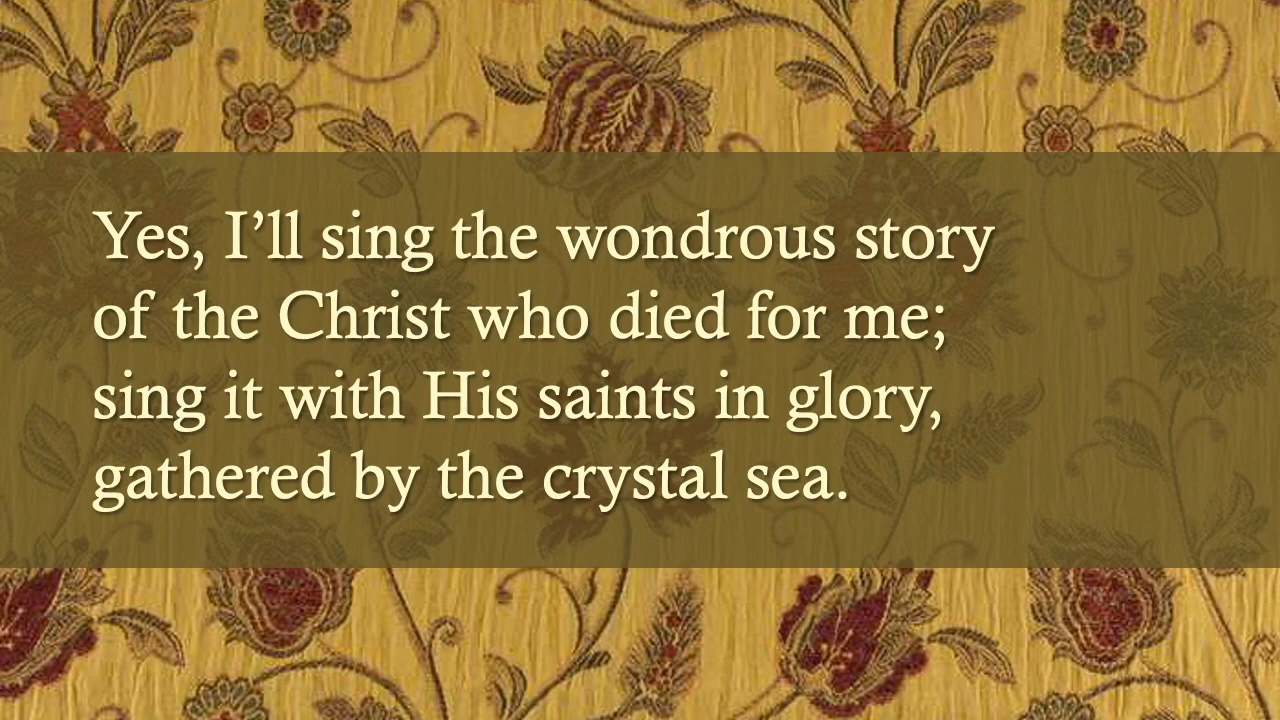 Yes, I’ll sing the wondrous story
of the Christ who died for me;
sing it with His saints in glory,
gathered by the crystal sea.